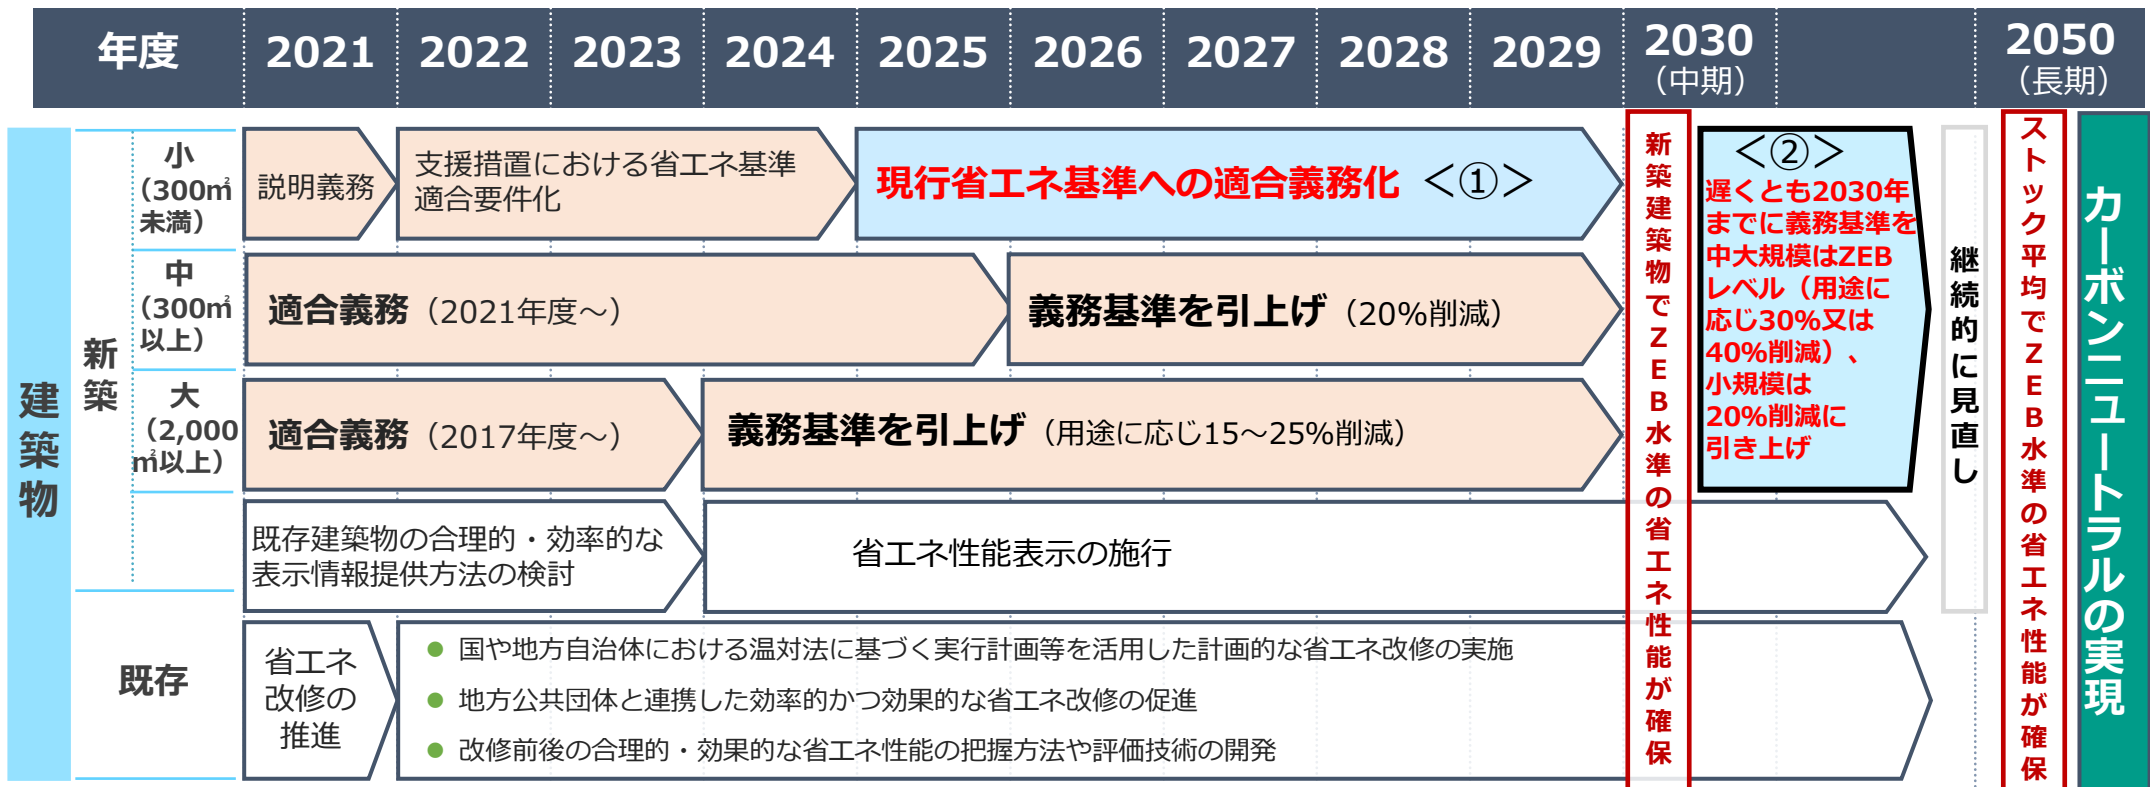 年度
2021
2022
2023
2024
2025
2026
2027
2028
2029
2030
（中期）
2050
（長期）
建築物
新築
小
（300㎡
未満）
説明義務
支援措置における省エネ基準
適合要件化
現行省エネ基準への適合義務化 ＜①＞
中
（300㎡
以上）
適合義務（2021年度～）
義務基準を引上げ（20％削減）
大
（2,000
㎡以上）
適合義務（2017年度～）
義務基準を引上げ（用途に応じ15～25％削減）
既存建築物の合理的・効率的な
表示情報提供方法の検討
省エネ性能表示の施行
既存
省エネ
改修の
推進
● 国や地方自治体における温対法に基づく実行計画等を活用した計画的な省エネ改修の実施
● 地方公共団体と連携した効率的かつ効果的な省エネ改修の促進
● 改修前後の合理的・効果的な省エネ性能の把握方法や評価技術の開発
新築建築物でZEB水準の省エネ性能が確保
＜②＞
遅くとも2030年
までに義務基準を
中大規模はZEB
レベル（用途に
応じ30％又は
40％削減）、
小規模は
20％削減に
引き上げ
継続的に見直し
ストック平均でZEB水準の省エネ性能が確保
カーボンニュートラルの実現